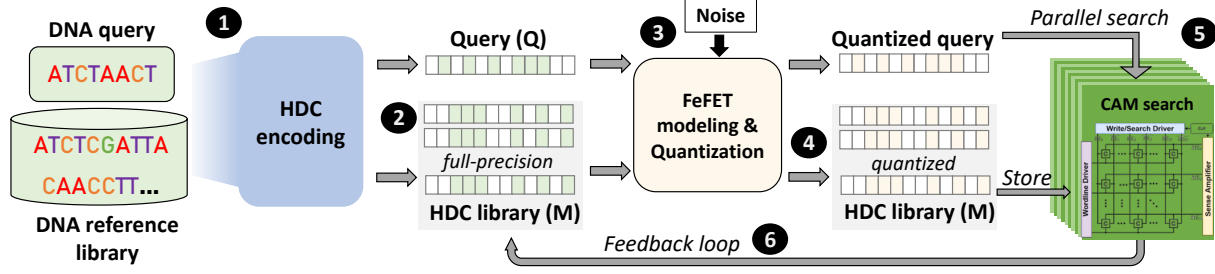 DNA query
ATCTAACT
ATCTCGATTA
CAACCTT...
DNA reference
library
1
HDC
encoding
Query (Q)
2
full-precision
HDC library (M)
3
Noise
FeFET
modeling &
Quantization
Quantized query
4
quantized
HDC library (M)
Store
Parallel search
5
CAM search
Write/Search Driver
Wordline Driver
Sense Amplifier
C C C
C C C
C C C
Feedback loop
6